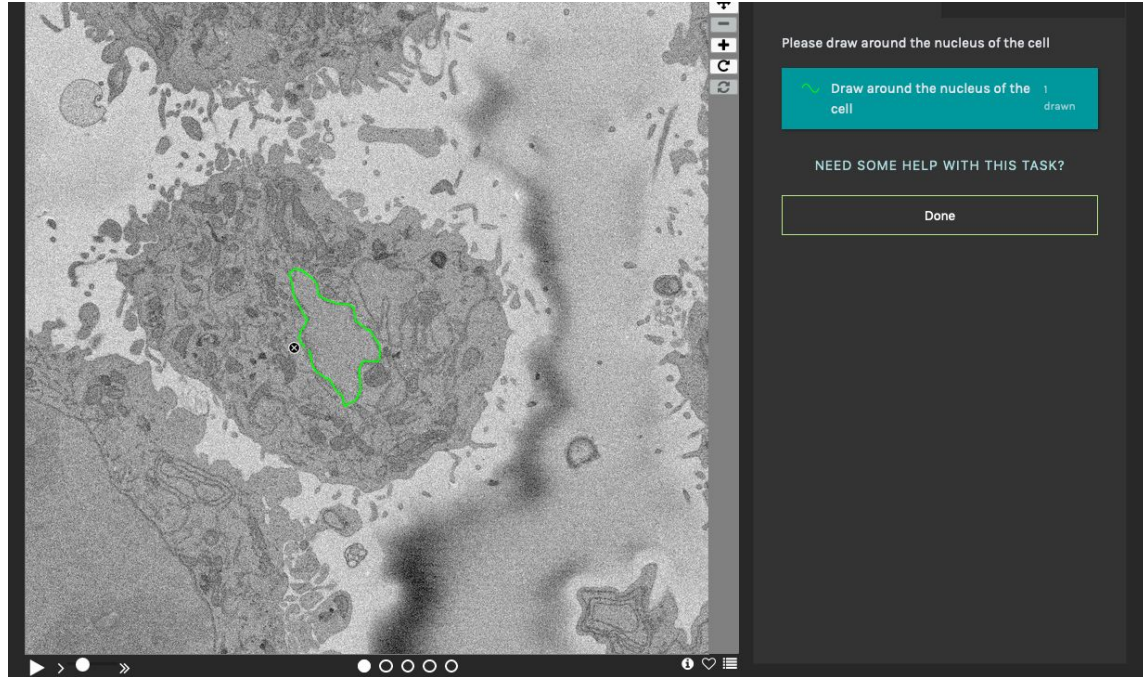 Please draw around the nucleus of the cell
Draw around the nucleus of the
cell
1
drawn
NEED SOME HELP WITH THIS TASK?
Done